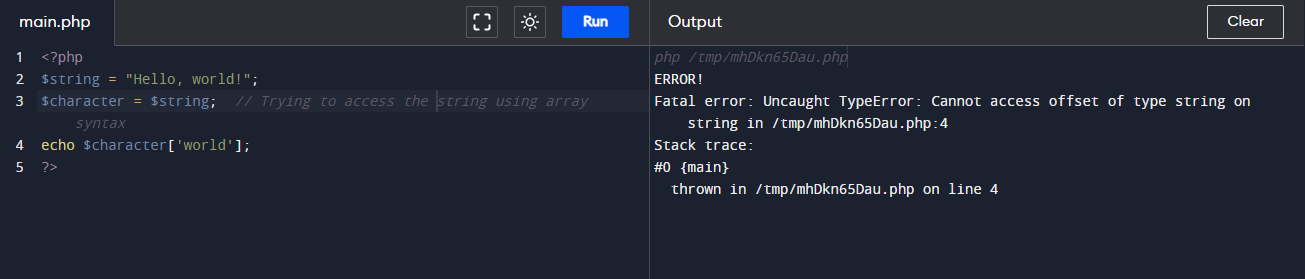 main.php
Run
Output
Clear
1 <?php
2 $string = "Hello, world!";
3 $character = $string;  // Trying to access the string using array
syntax
4 echo $character['world'];
5 ?>
php /tmp/mhDkn65Dau.php
ERROR!
Fatal error: Uncaught TypeError: Cannot access offset of type string on
string in /tmp/mhDkn65Dau.php:4
Stack trace:
#0 {main}
thrown in /tmp/mhDkn65Dau.php on line 4